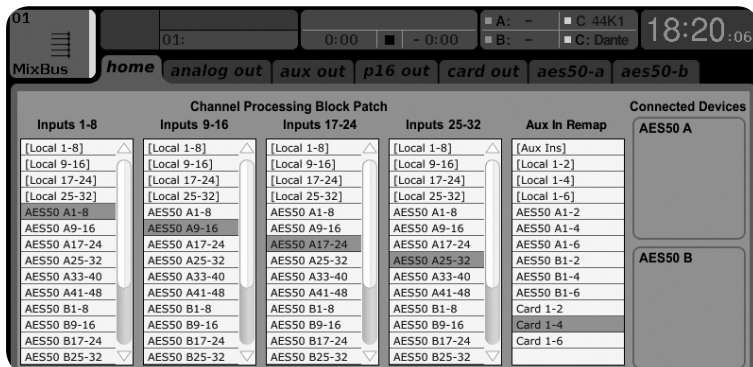 01
MixBus
01:
0:00 - 0:00
A: -
B: -
C 44K1
C: Dante
18:20:06
home analog out aux out p16 out card out aes50-a aes50-b
Channel Processing Block Patch
Connected Devices
Inputs 1-8 Inputs 9-16 Inputs 17-24 Inputs 25-32 Aux In Remap
AES50 A
[Local 1-8] [Local 1-8] [Local 1-8] [Local 1-8] [Aux Ins]
[Local 9-16] [Local 9-16] [Local 9-16] [Local 9-16] [Local 1-2]
[Local 17-24] [Local 17-24] [Local 17-24] [Local 17-24] [Local 1-4]
[Local 25-32] [Local 25-32] [Local 25-32] [Local 25-32] [Local 1-6]
AES50 A1-8 AES50 A1-8 AES50 A1-8 AES50 A1-8 AES50 A1-2
AES50 A9-16 AES50 A9-16 AES50 A9-16 AES50 A9-16 AES50 A1-4
AES50 A17-24 AES50 A17-24 AES50 A17-24 AES50 A17-24 AES50 A1-6
AES50 A25-32 AES50 A25-32 AES50 A25-32 AES50 A25-32 AES50 B1-2
AES50 B
AES50 A33-40 AES50 A33-40 AES50 A33-40 AES50 A33-40 AES50 B1-4
AES50 A41-48 AES50 A41-48 AES50 A41-48 AES50 A41-48 AES50 B1-6
AES50 B1-8 AES50 B1-8 AES50 B1-8 AES50 B1-8 Card 1-2
AES50 B9-16 AES50 B9-16 AES50 B9-16 AES50 B9-16 Card 1-4
AES50 B17-24 AES50 B17-24 AES50 B17-24 AES50 B17-24 Card 1-6
AES50 B25-32 AES50 B25-32 AES50 B25-32 AES50 B25-32